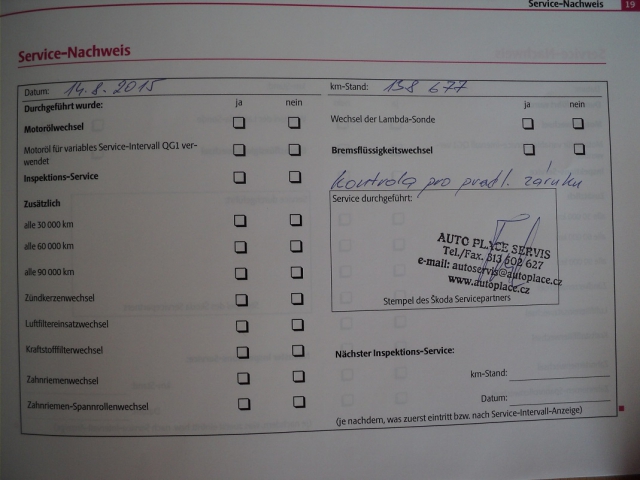 Service-Nachweis 19
Service-Nachweis
Datum: 14.8.2015
Durchgeführt wurde: ja nein
Motorölwechsel
Motoröl für variables Service-Intervall QG1 ver-
wendet
Inspektions-Service
Zusätzlich
alle 30 000 km
alle 60 000 km
alle 90 000 km
Zündkerzenwechsel
Luftfiltereinsatzwechsel
Kraftstofffilterwechsel
Zahnriemenwechsel
Zahnriemen-Spannrollenwechsel
km-Stand: 158 677
ja nein
Wechsel der Lambda-Sonde
Bremsflüssigkeitswechsel
kontrola pro prodl. záruku
Service durchgeführt:
AUTO PLACE SERVIS
Tel./Fax. 313 502 627
e-mail: autoservis@autoplace.cz
www.autoplace.cz
Stempel des Škoda Servicepartners
Nächster Inspektions-Service:
km-Stand:
Datum:
(je nachdem, was zuerst eintritt bzw. nach Service-Intervall-Anzeige)